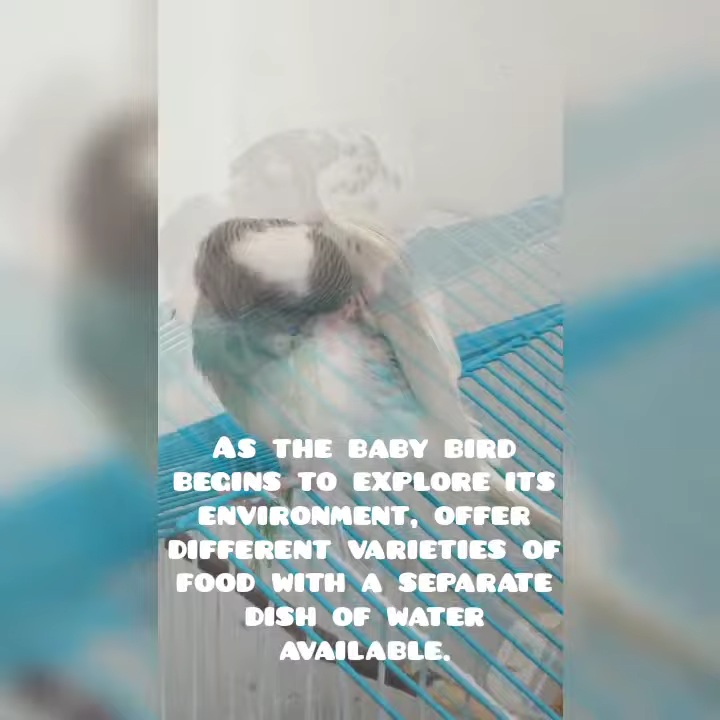 As the baby bird
begins to explore its
environment, offer
different varieties of
food with a separate
dish of water
available.